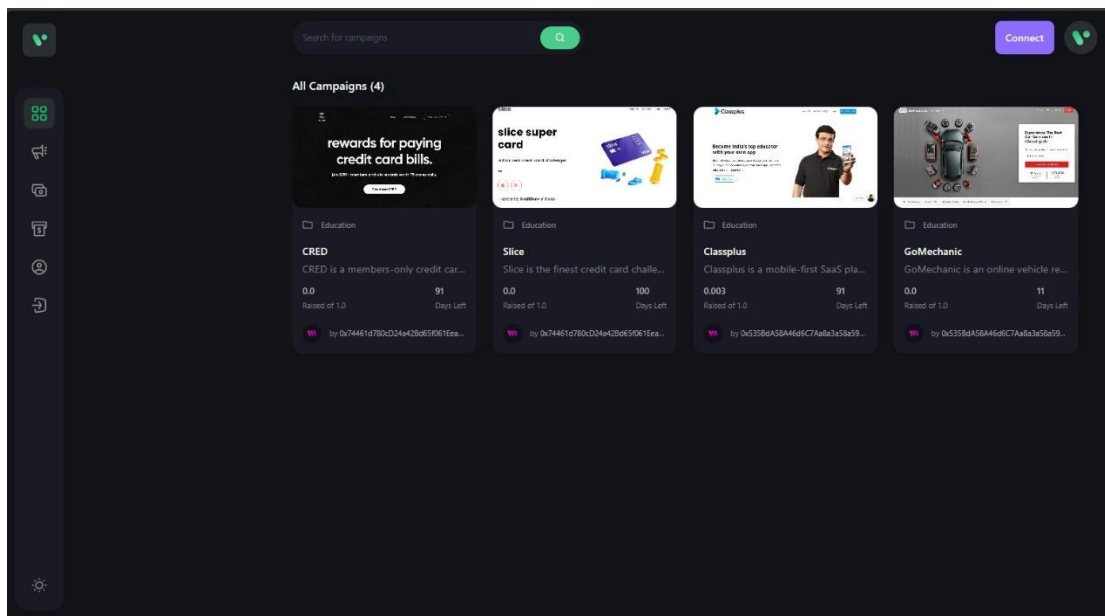 Search for campaigns
Connect
All Campaigns (4)
rewards for paying
credit card bills.
slice
slice super
card
Classplus
Become India's top educator
with your own app
Education
Education
Education
Education
CRED
Slice
Classplus
GoMechanic
CRED is a members-only credit car...
Slice is the finest credit card challe...
Classplus is a mobile-first SaaS pla...
GoMechanic is an online vehicle re...
0.0
91
0.0
100
0.003
91
0.0
11
Raised of 1.0
Days Left
Raised of 1.0
Days Left
Raised of 1.0
Days Left
Raised of 1.0
Days Left
by 0x74461d780cD24a42Bd65f061Eea...
by 0x74461d780cD24a42Bd65f061Eea...
by 0x535BdA58A46d6C7Aa8a3a58a59...
by 0x535BdA58A46d6C7Aa8a3a58a59...